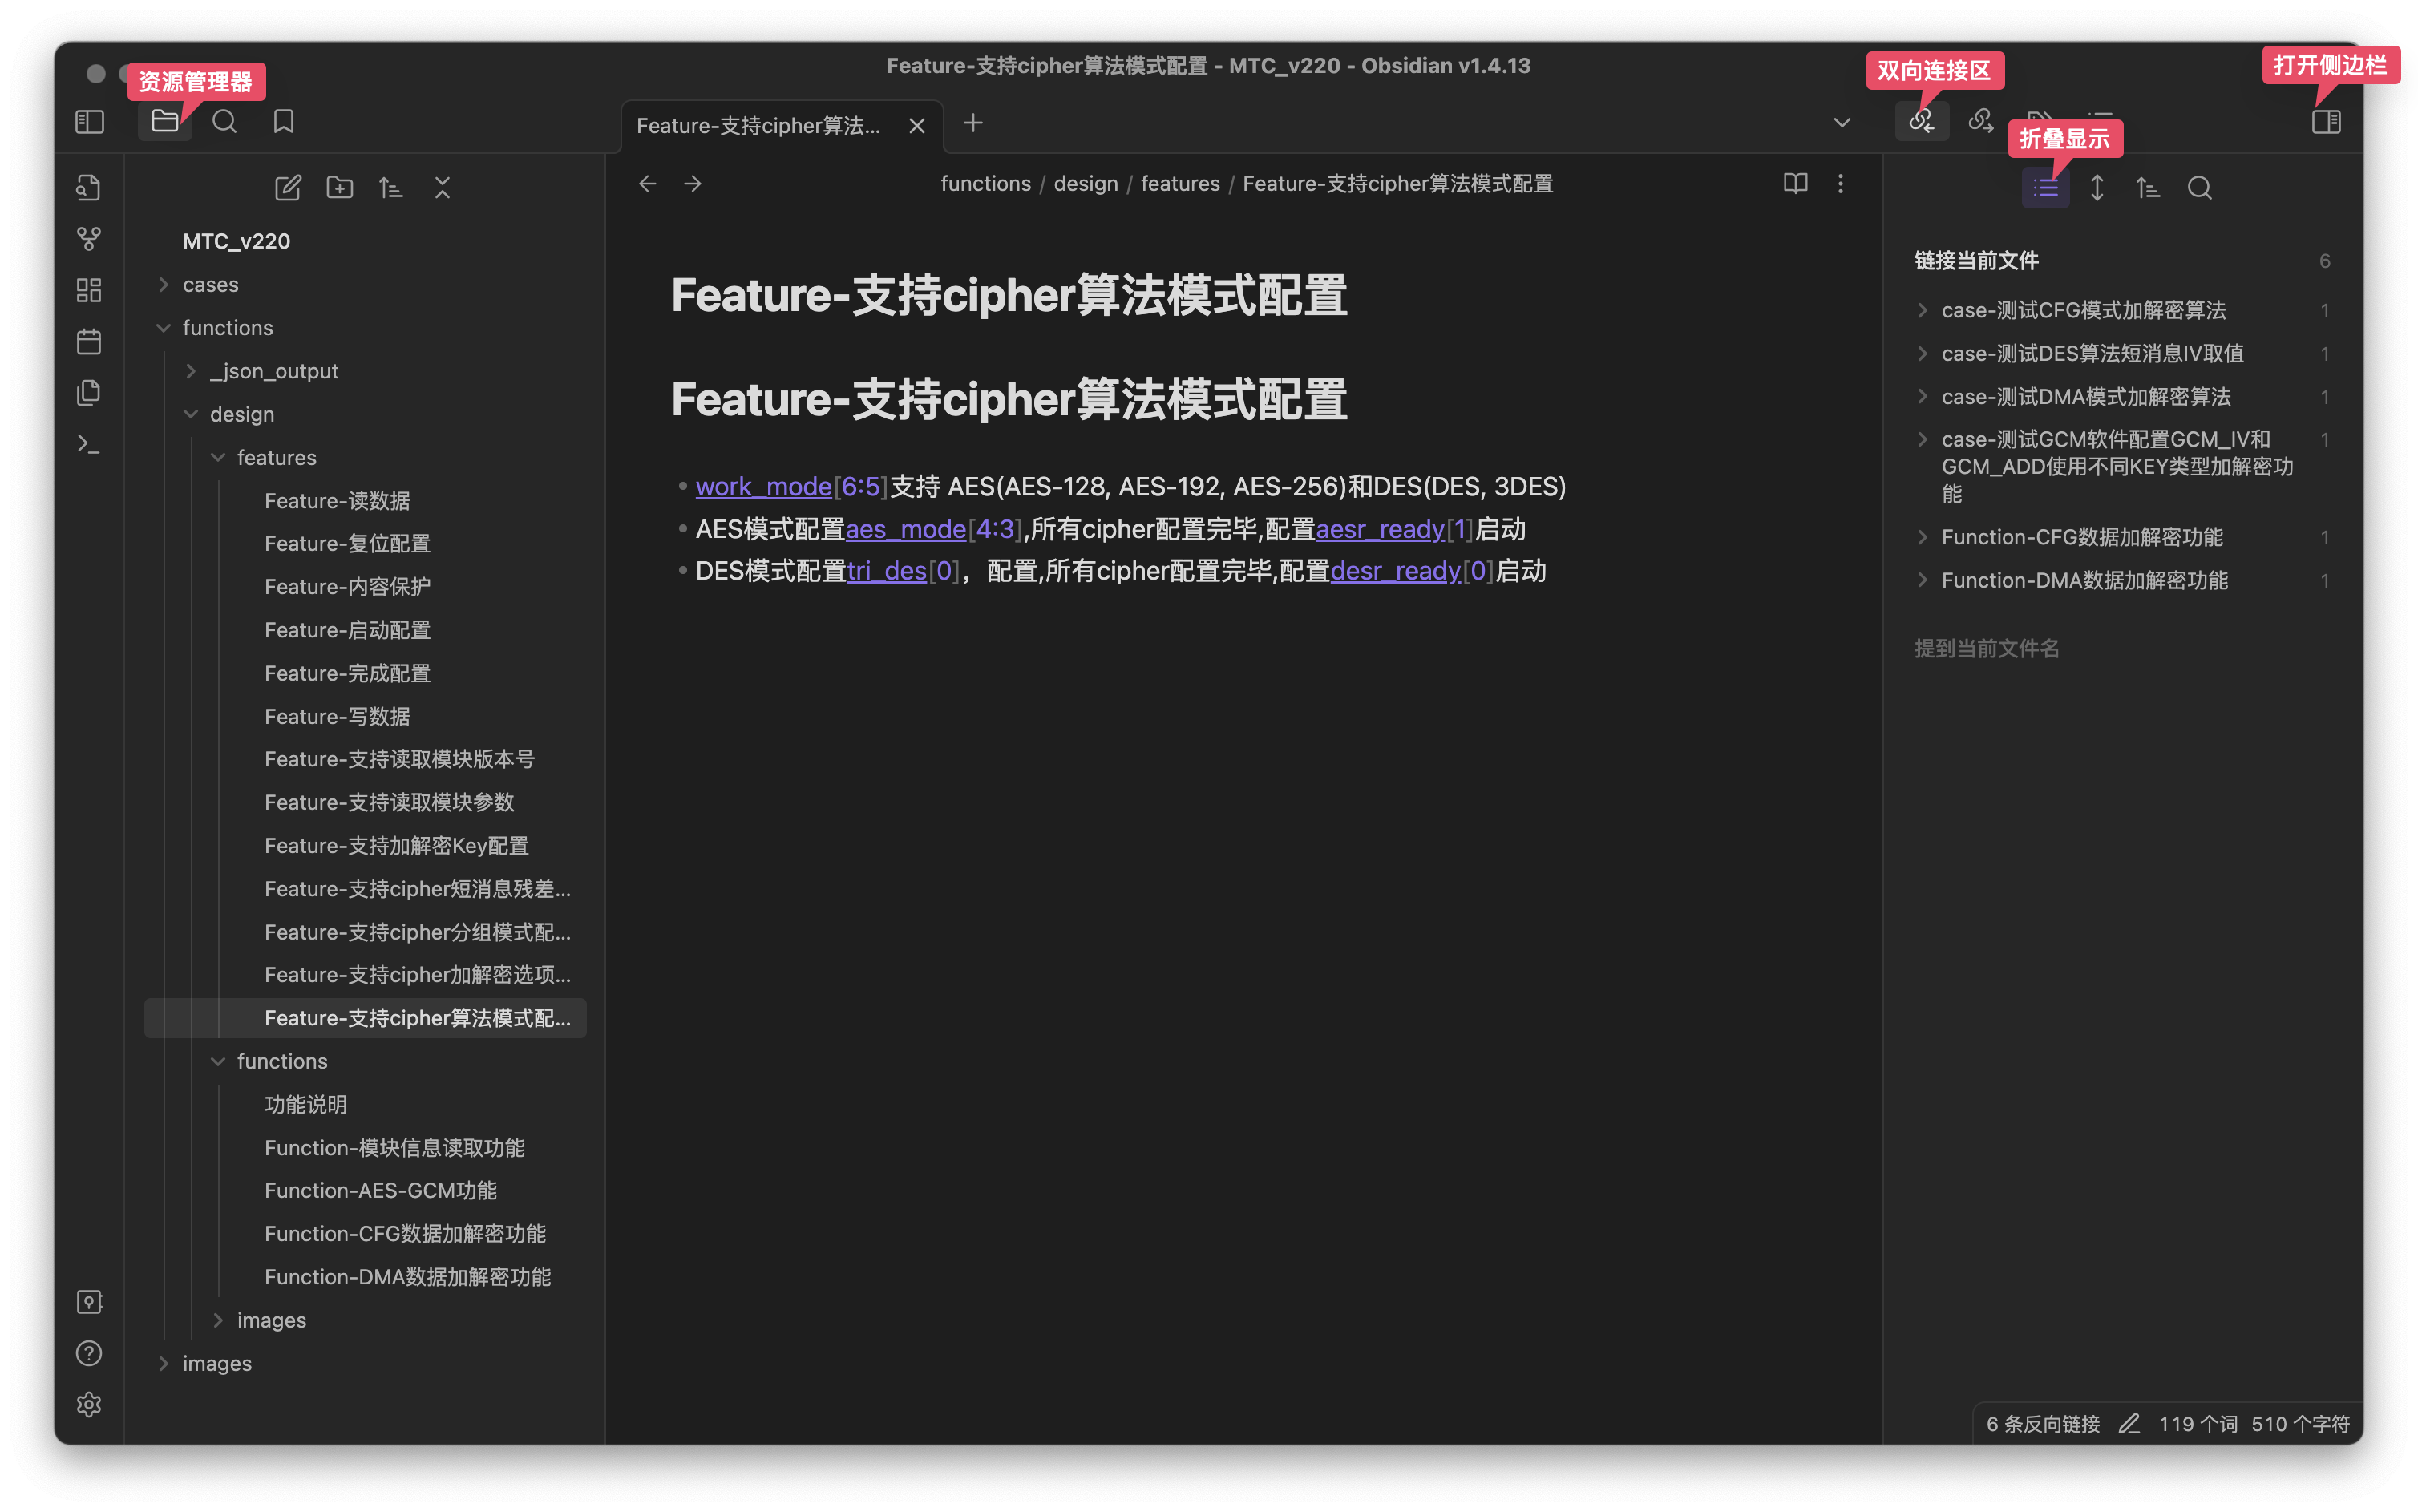 Feature-支持cipher算法模式配置 - MTC_v220 - Obsidian v1.4.13
资源管理器
双向连接区
打开侧边栏
折叠显示
Feature-支持cipher算法...
functions / design / features / Feature-支持cipher算法模式配置
MTC_v220
cases
functions
_json_output
design
features
Feature-读数据
Feature-复位配置
Feature-内容保护
Feature-启动配置
Feature-完成配置
Feature-写数据
Feature-支持读取模块版本号
Feature-支持读取模块参数
Feature-支持加解密Key配置
Feature-支持cipher短消息残差...
Feature-支持cipher分组模式配...
Feature-支持cipher加解密选项...
Feature-支持cipher算法模式配...
functions
功能说明
Function-模块信息读取功能
Function-AES-GCM功能
Function-CFG数据加解密功能
Function-DMA数据加解密功能
images
images
Feature-支持cipher算法模式配置
Feature-支持cipher算法模式配置
work_mode[6:5]支持 AES(AES-128, AES-192, AES-256)和DES(DES, 3DES)
AES模式配置aes_mode[4:3],所有cipher配置完毕,配置aesr_ready[1]启动
DES模式配置tri_des[0]，配置,所有cipher配置完毕,配置desr_ready[0]启动
链接当前文件 6
case-测试CFG模式加解密算法 1
case-测试DES算法短消息IV取值 1
case-测试DMA模式加解密算法 1
case-测试GCM软件配置GCM_IV和 1
GCM_ADD使用不同KEY类型加解密功
能
Function-CFG数据加解密功能 1
Function-DMA数据加解密功能 1
提到当前文件名
6 条反向链接 119 个词 510 个字符